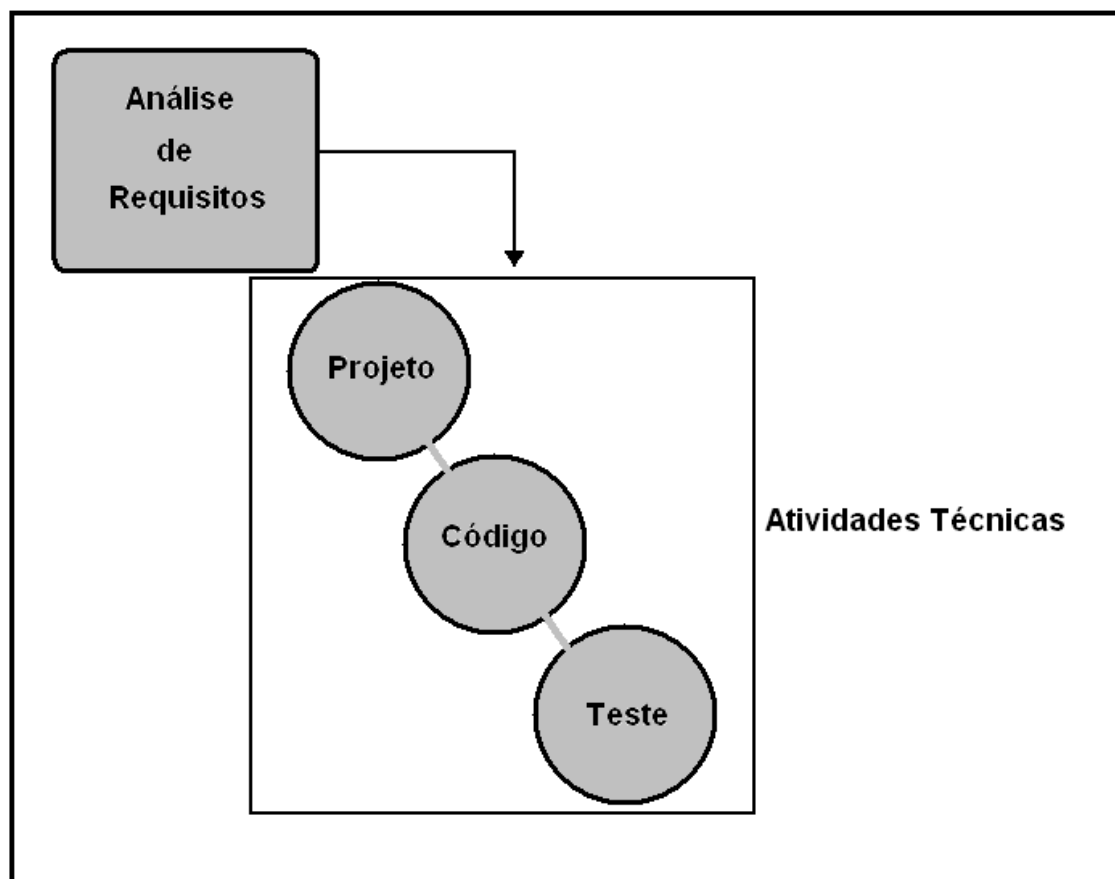 Análise
de
Requisitos
Projeto
Código
Atividades Técnicas
Teste